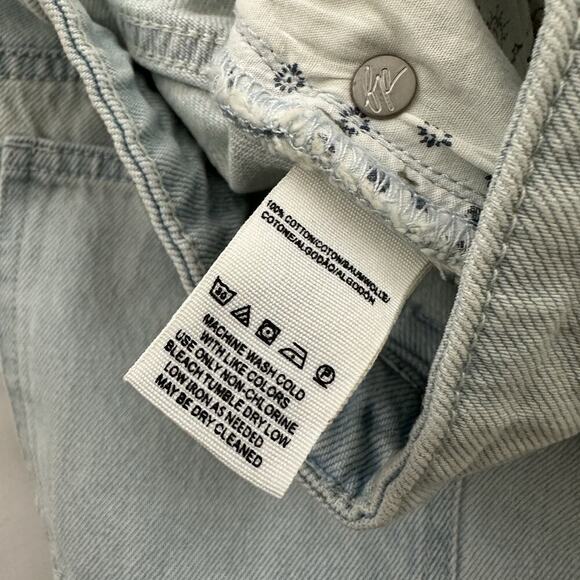 100% COTTON/COTON/BAUMWOLLE/
COTONE/ALGODÃO/ALGODÓN
30
MACHINE WASH COLD
WITH LIKE COLORS
USE ONLY NON-CHLORINE
BLEACH TUMBLE DRY LOW
LOW IRON AS NEEDED
MAY BE DRY CLEANED